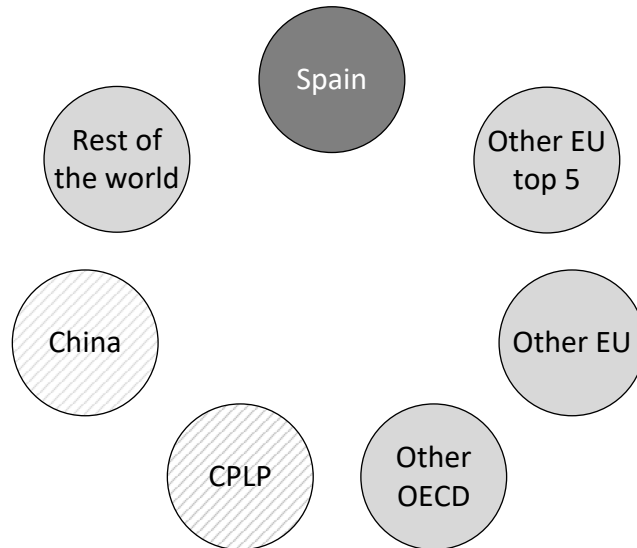 Spain
Rest of
the world
Other EU
top 5
China
Other EU
CPLP
Other
OECD